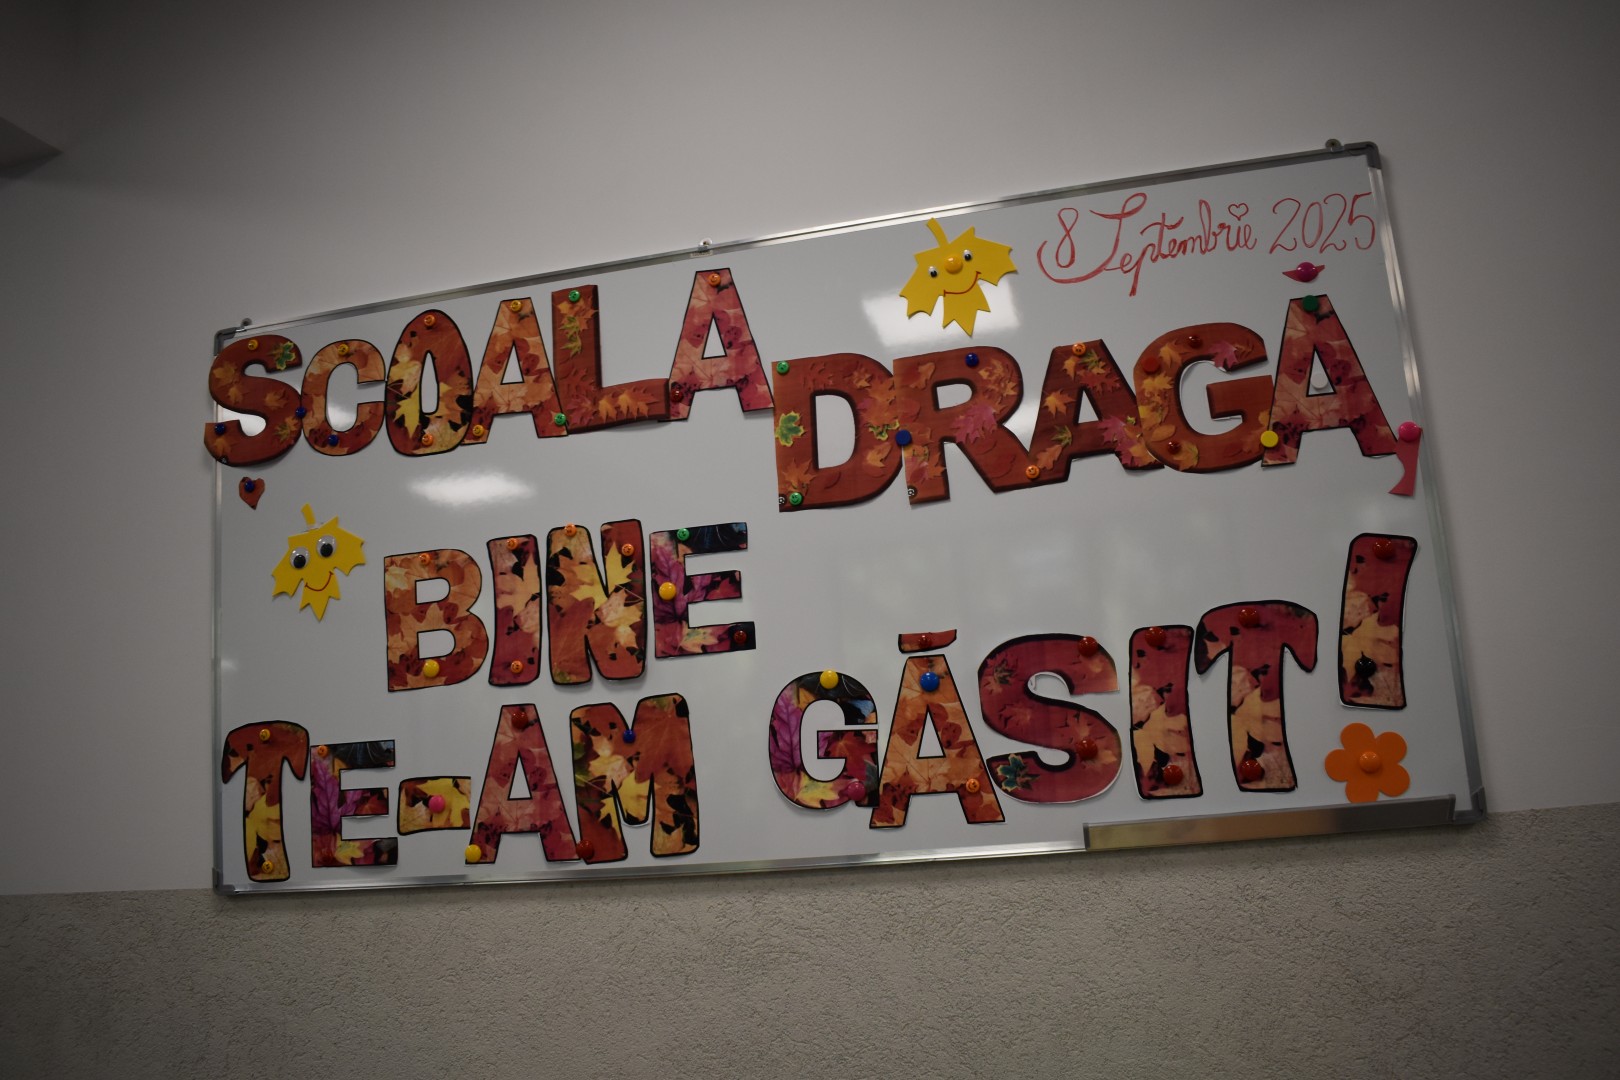 8 Septembrie 2025
ȘCOALA DRAGĂ,
BINE
TE-AM GĂSIT!